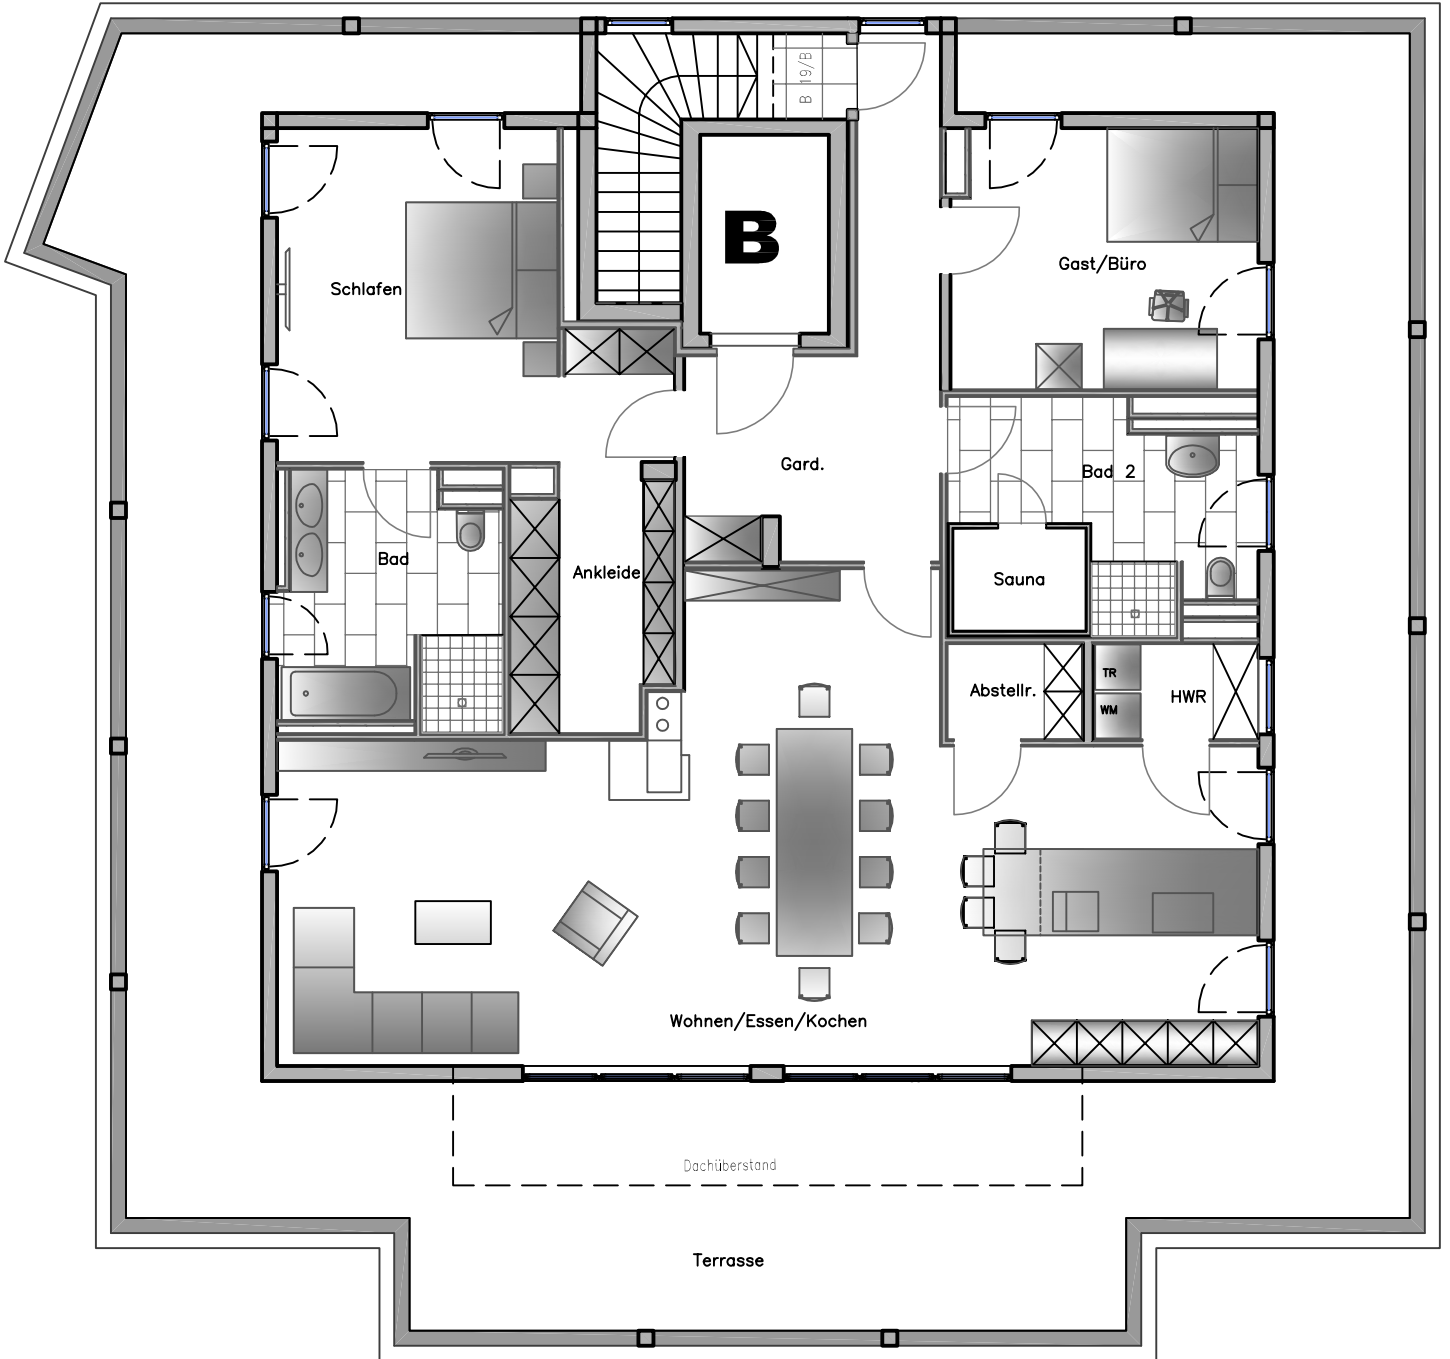 B 19/B
B
Schlafen
Gast/Büro
Gard.
Bad 2
Bad
Ankleide
Sauna
TR
Abstellr.
HWR
WM
Wohnen/Essen/Kochen
Dachüberstand
Terrasse